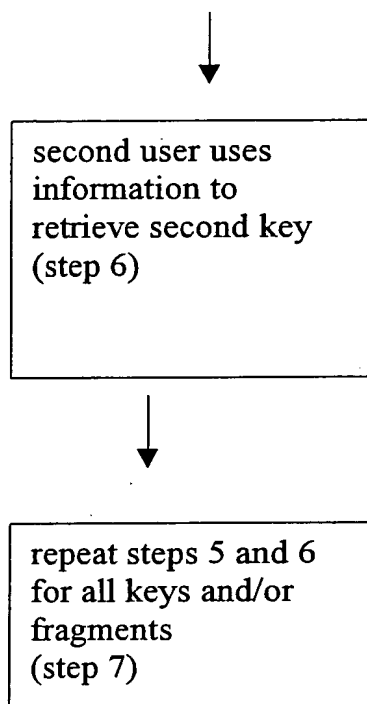 second user uses
information to
retrieve second key
(step 6)
repeat steps 5 and 6
for all keys and/or
fragments
(step 7)